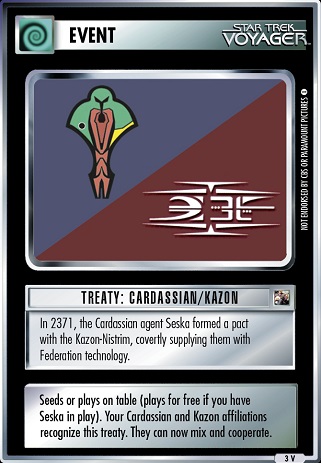 EVENT
STAR TREK
VOYAGER
NOT ENDORSED BY CBS OR PARAMOUNT PICTURES
TREATY: CARDASSIAN/KAZON
In 2371, the Cardassian agent Seska formed a pact
with the Kazon-Nistrim, covertly supplying them with
Federation technology.
Seeds or plays on table (plays for free if you have
Seska in play). Your Cardassian and Kazon affiliations
recognize this treaty. They can now mix and cooperate.
3 V